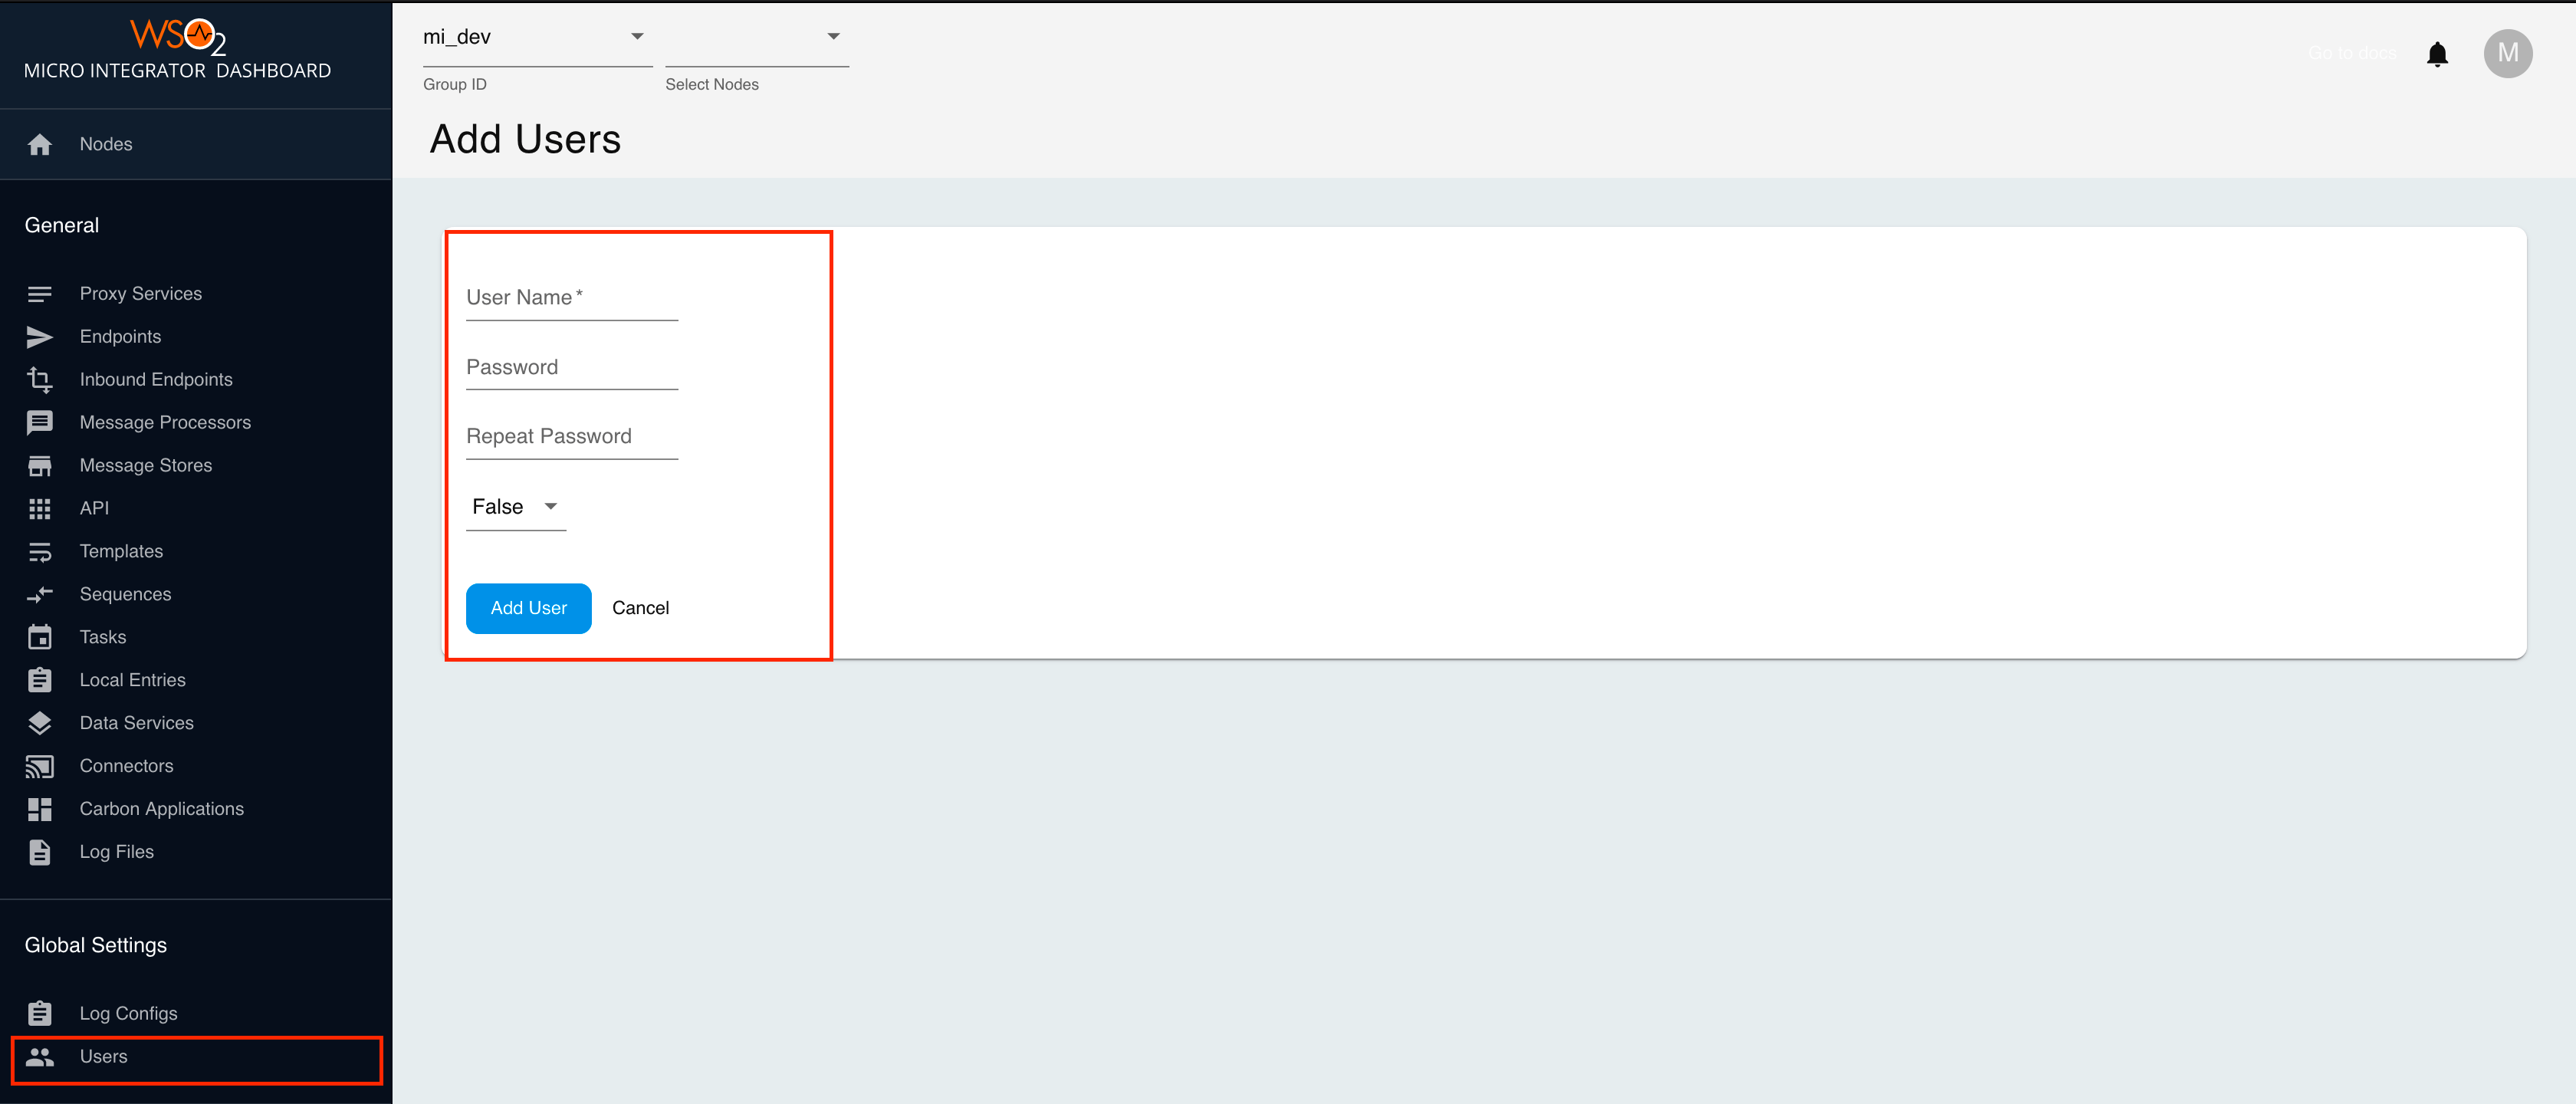 WSO2
MICRO INTEGRATOR DASHBOARD
Nodes
General
Proxy Services
Endpoints
Inbound Endpoints
Message Processors
Message Stores
API
Templates
Sequences
Tasks
Local Entries
Data Services
Connectors
Carbon Applications
Log Files
Global Settings
Log Configs
Users
mi_dev
Group ID
Select Nodes
Go to docs
M
Add Users
User Name *
Password
Repeat Password
False
Add User
Cancel